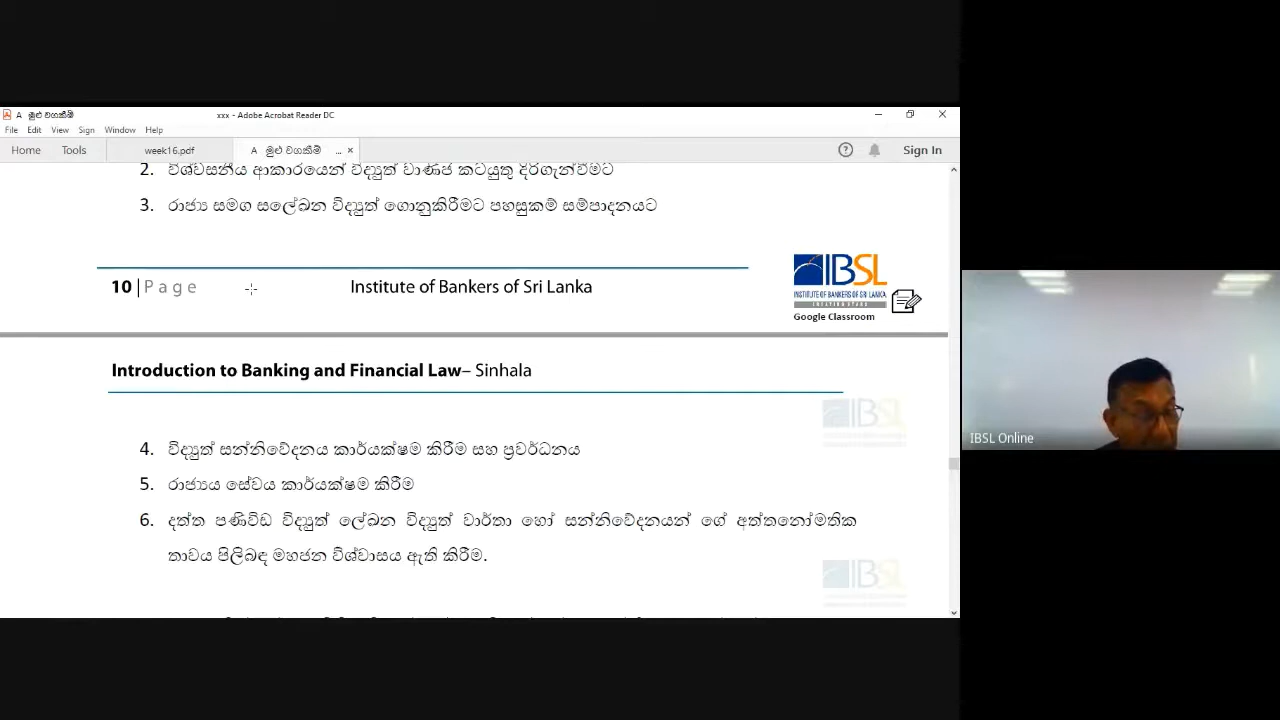 A මුළු වගකීම්
xxx - Adobe Acrobat Reader DC
File Edit View Sign Window Help
Home Tools week16.pdf A මුළු වගකීම් ... × Sign In
2. විශ්වසනීය ආකාරයෙන් විද්‍යුත් වාණිජ කටයුතු දිරිගැන්වීමට
3. රාජ්‍ය සමග සලේඛන විද්‍යුත් ගොනුකිරීමට පහසුකම් සම්පාදනයට
10 | Page Institute of Bankers of Sri Lanka
IBSL
INSTITUTE OF BANKERS OF SRI LANKA
Google Classroom
Introduction to Banking and Financial Law– Sinhala
IBSL
4. විද්‍යුත් සන්නිවේදනය කාර්යක්ෂම කිරීම සහ ප්‍රවර්ධනය
5. රාජ්‍යය සේවය කාර්යක්ෂම කිරීම
6. දත්ත පණිවිඩ විද්‍යුත් ලේඛන විද්‍යුත් වාර්තා හෝ සන්නිවේදනයන් ගේ අත්තනෝමතික
තාවය පිලිබඳ මහජන විශ්වාසය ඇති කිරීම.
IBSL
IBSL Online